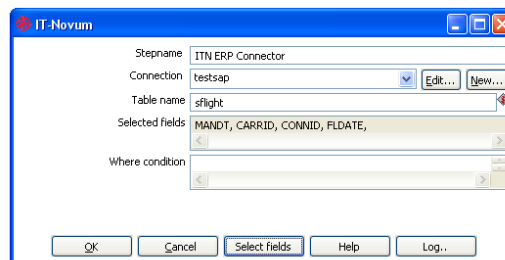 IT-Novum
Stepname ITN ERP Connector
Connection testsap Edit... New...
Table name sflight
Selected fields MANDT, CARRID, CONNID, FLDATE,
Where condition
OK Cancel Select fields Help Log..